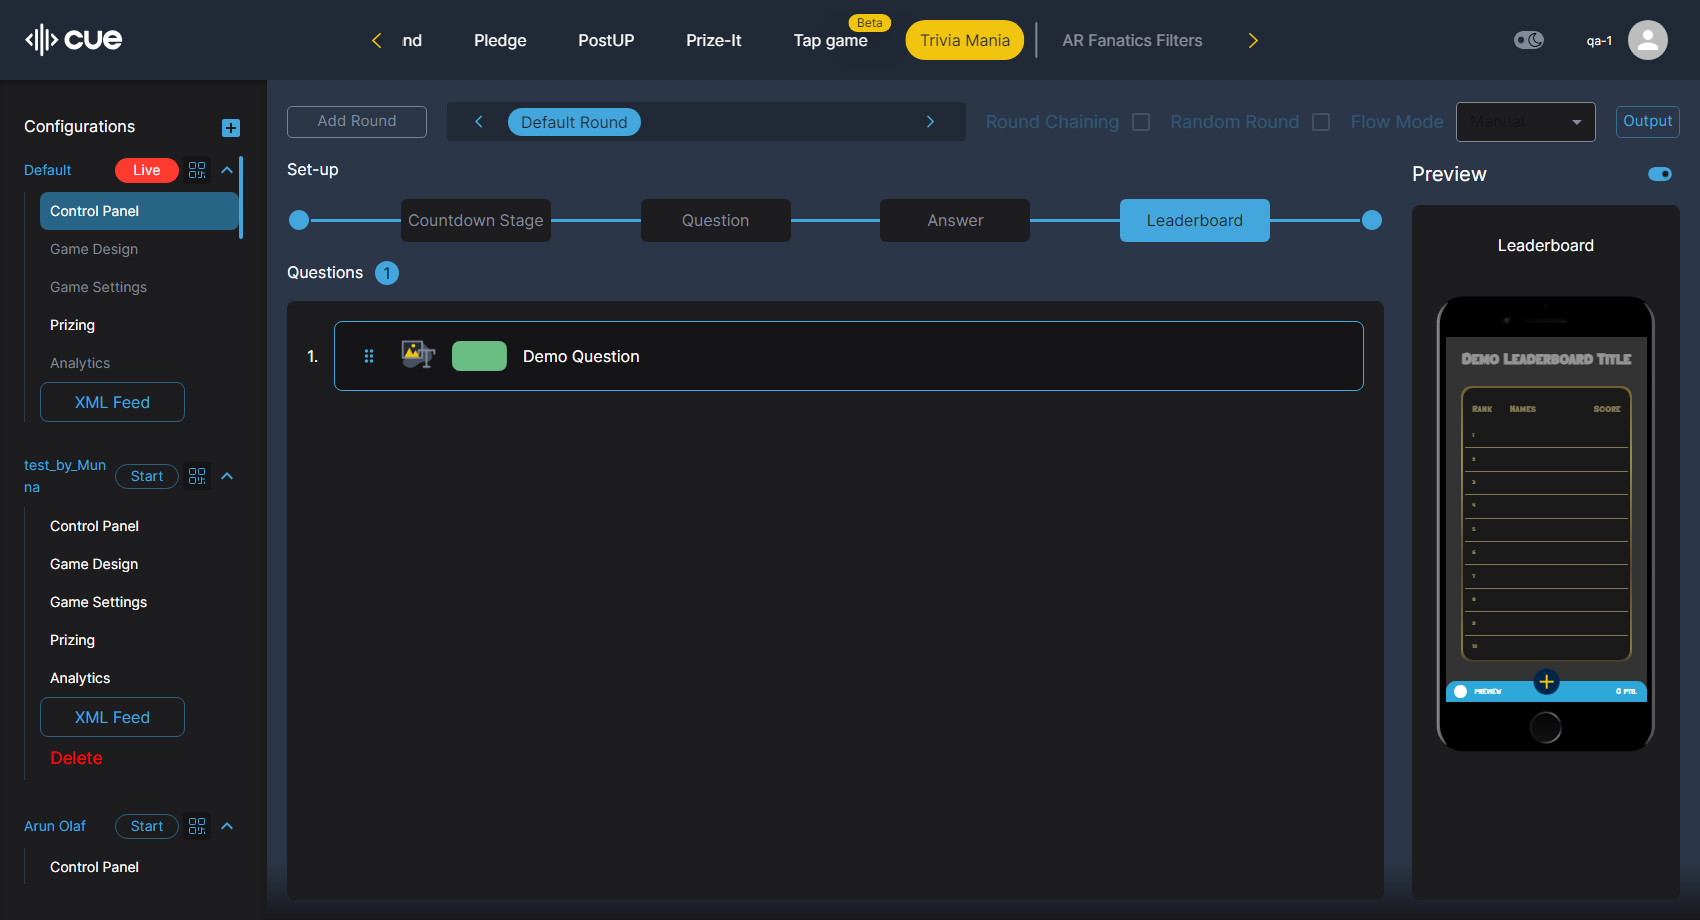 cue
nd
Pledge
PostUP
Prize-It
Tap game
Beta
Trivia Mania
AR Fanatics Filters
qa-1
Configurations
Default
Live
Control Panel
Game Design
Game Settings
Prizing
Analytics
XML Feed
test_by_Mun
na
Start
Control Panel
Game Design
Game Settings
Prizing
Analytics
XML Feed
Delete
Arun Olaf
Start
Control Panel
Add Round
Default Round
Round Chaining
Random Round
Flow Mode
Manual
Output
Set-up
Countdown Stage
Question
Answer
Leaderboard
Questions 1
1. Demo Question
Preview
Leaderboard
Demo Leaderboard Title
Rank Names Score
1
2
3
4
5
6
7
8
9
10
PREVIEW
0 PTS.